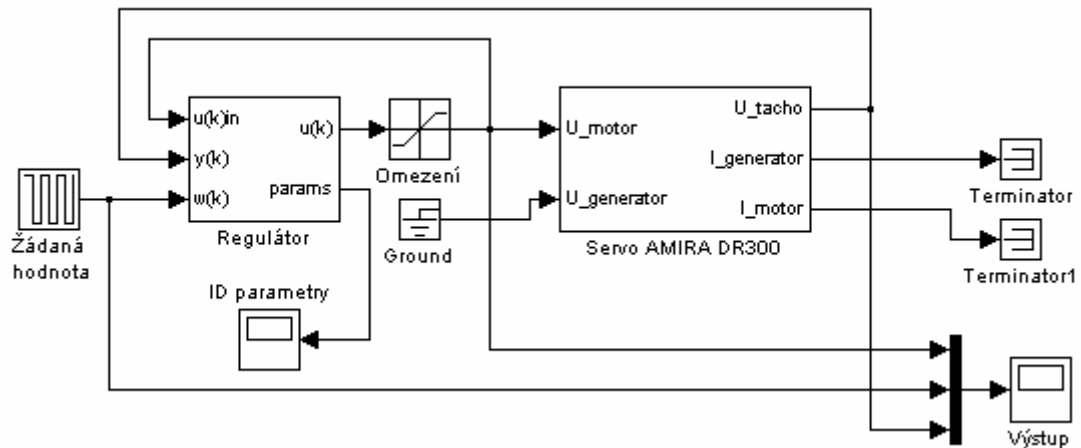 U_tacho
u(k)in
u(k)
U_motor
y(k)
I_generator
Omezení
params
w(k)
U_generator
Terminator
I_motor
Regulátor
Žádaná
hodnota
Ground
Servo AMIRA DR300
Terminator1
ID parametry
Výstup